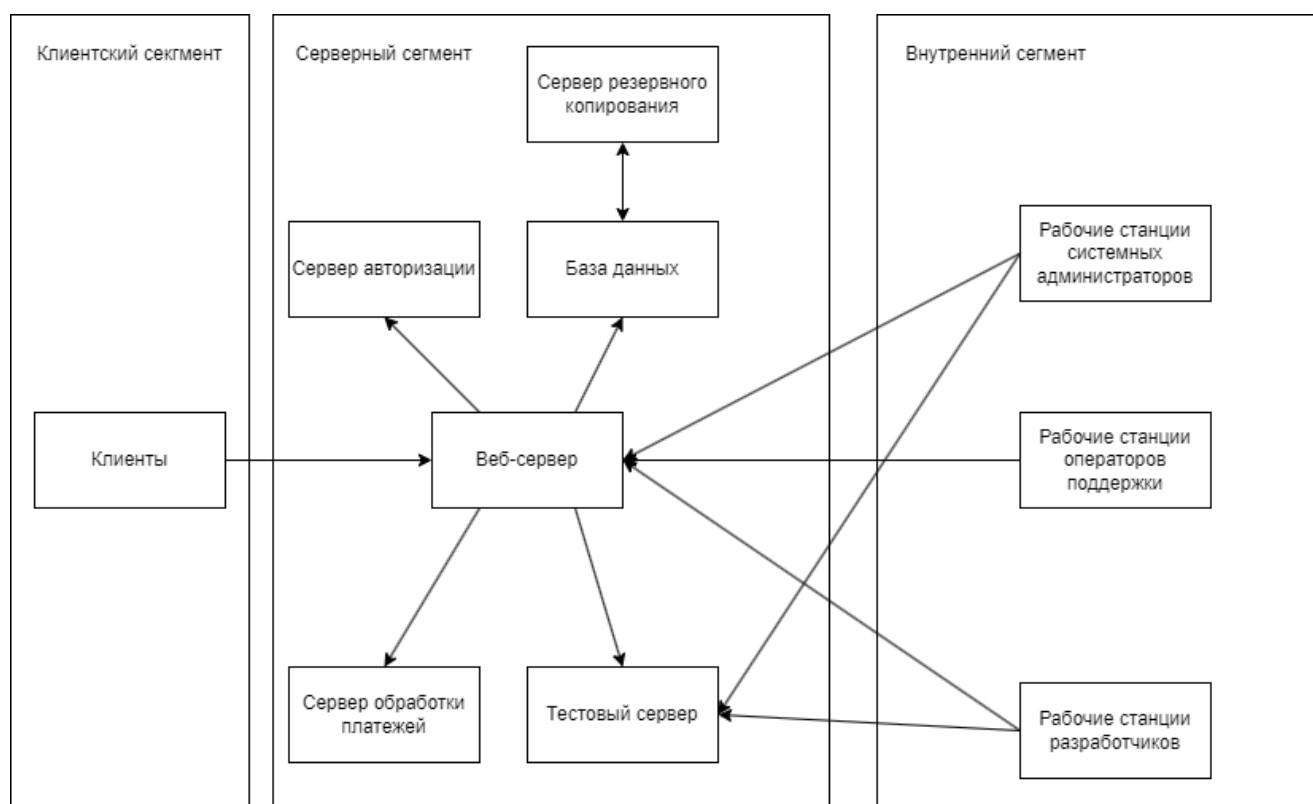 Клиентский секгмент
Серверный сегмент
Внутренний сегмент
Сервер резервного
копирования
Сервер авторизации
База данных
Рабочие станции
системных
администраторов
Клиенты
Веб-сервер
Рабочие станции
операторов
поддержки
Сервер обработки
платежей
Тестовый сервер
Рабочие станции
разработчиков